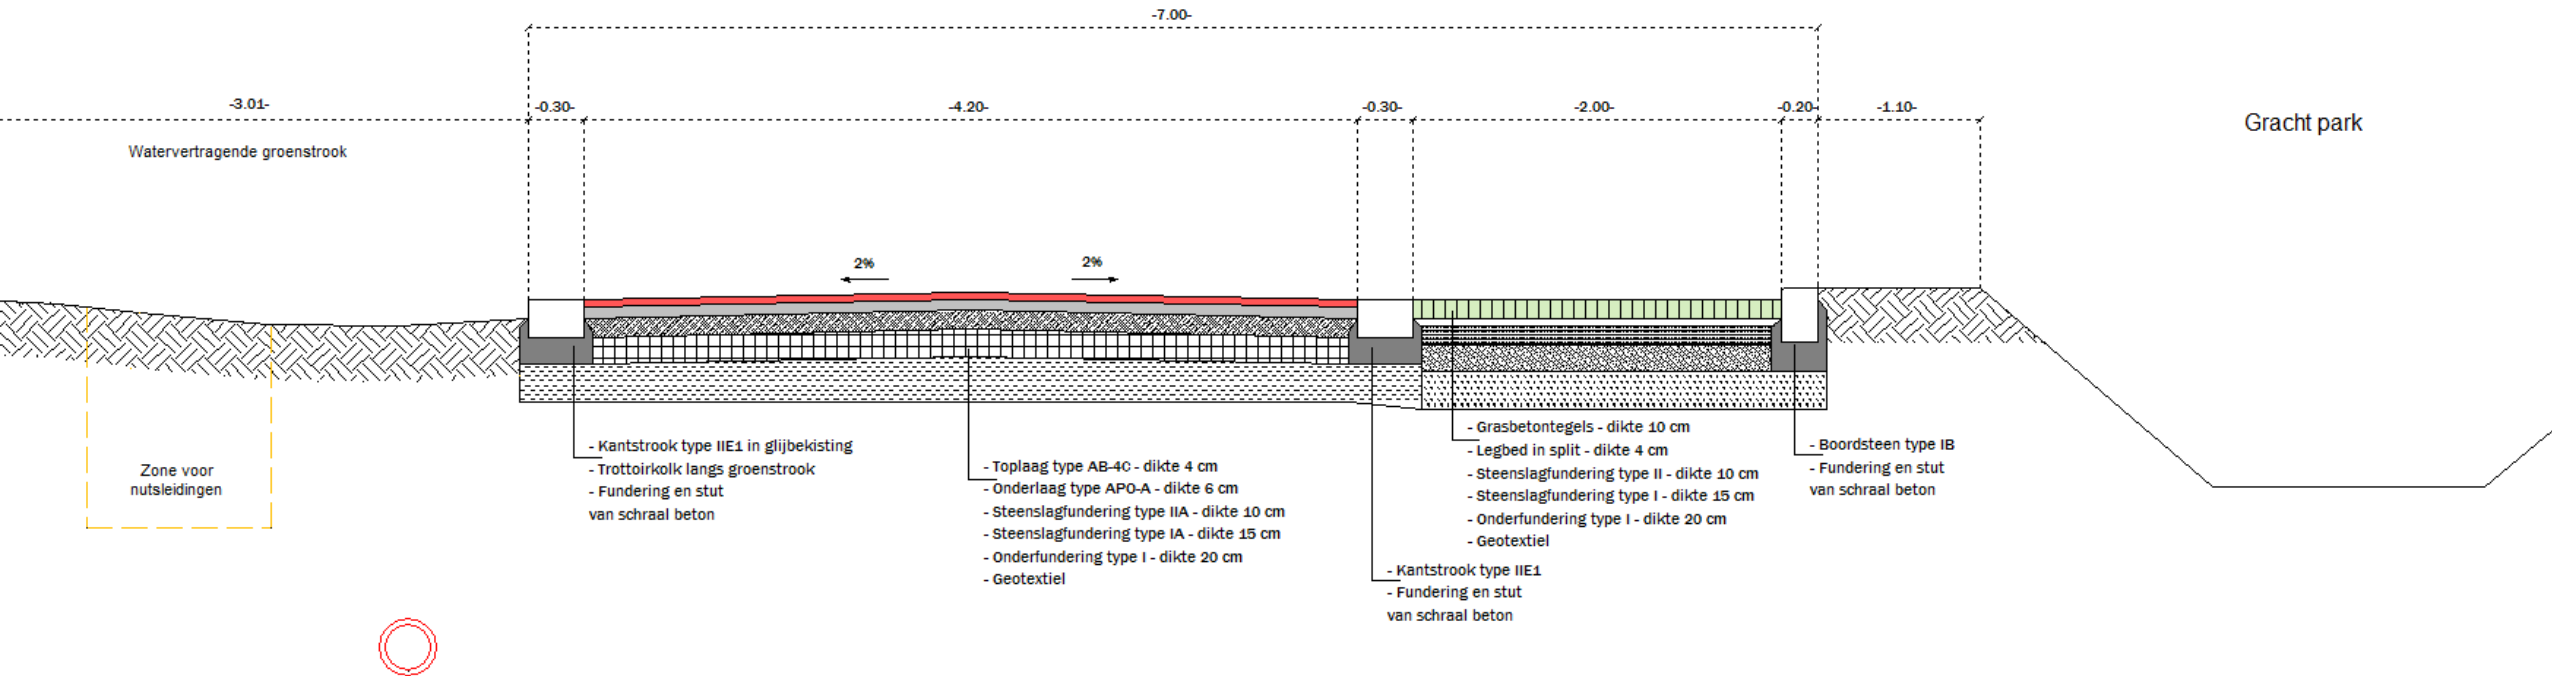 -7.00-
-3.01-
-0.30-
-4.20-
-0.30-
-2.00-
-0.20-
-1.10-
Gracht park
Watervertragende groenstrook
2%
2%
- Kantstrook type IIE1 in glijbekisting
- Trottoirkolk langs groenstrook
- Fundering en stut
van schraal beton
Zone voor
nutsleidingen
- Toplaag type AB-4C - dikte 4 cm
- Onderlaag type APO-A - dikte 6 cm
- Steenslagfundering type IIA - dikte 10 cm
- Steenslagfundering type IA - dikte 15 cm
- Onderfundering type I - dikte 20 cm
- Geotextiel
- Grasbetontegels - dikte 10 cm
- Legbed in split - dikte 4 cm
- Steenslagfundering type II - dikte 10 cm
- Steenslagfundering type I - dikte 15 cm
- Onderfundering type I - dikte 20 cm
- Geotextiel
- Kantstrook type IIE1
- Fundering en stut
van schraal beton
- Boordsteen type IB
- Fundering en stut
van schraal beton